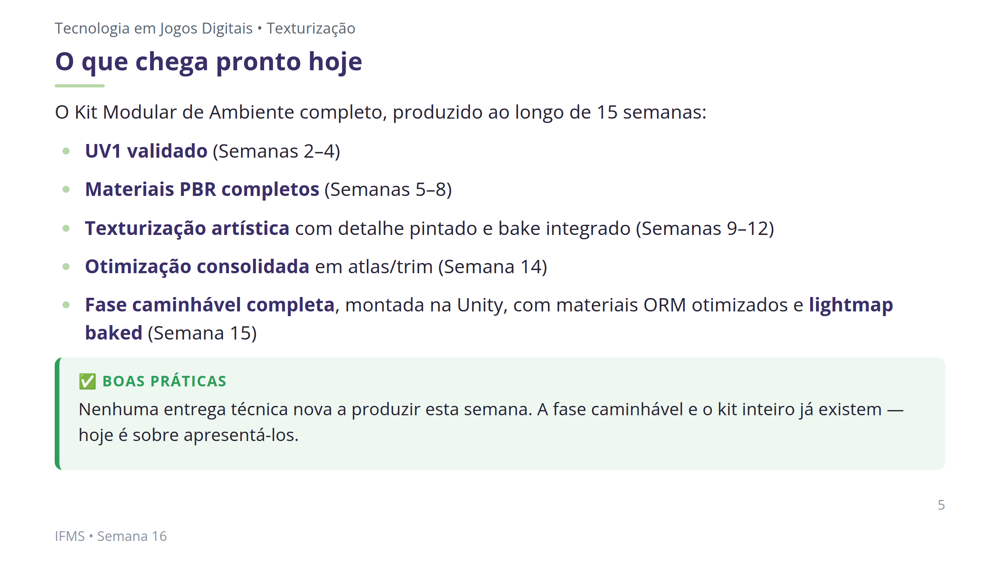 Tecnologia em Jogos Digitais • Texturização
O que chega pronto hoje
O Kit Modular de Ambiente completo, produzido ao longo de 15 semanas:
• UV1 validado (Semanas 2–4)
• Materiais PBR completos (Semanas 5–8)
• Texturização artística com detalhe pintado e bake integrado (Semanas 9–12)
• Otimização consolidada em atlas/trim (Semana 14)
• Fase caminhável completa, montada na Unity, com materiais ORM otimizados e lightmap
baked (Semana 15)
✅ BOAS PRÁTICAS
Nenhuma entrega técnica nova a produzir esta semana. A fase caminhável e o kit inteiro já existem —
hoje é sobre apresentá-los.
5
IFMS • Semana 16